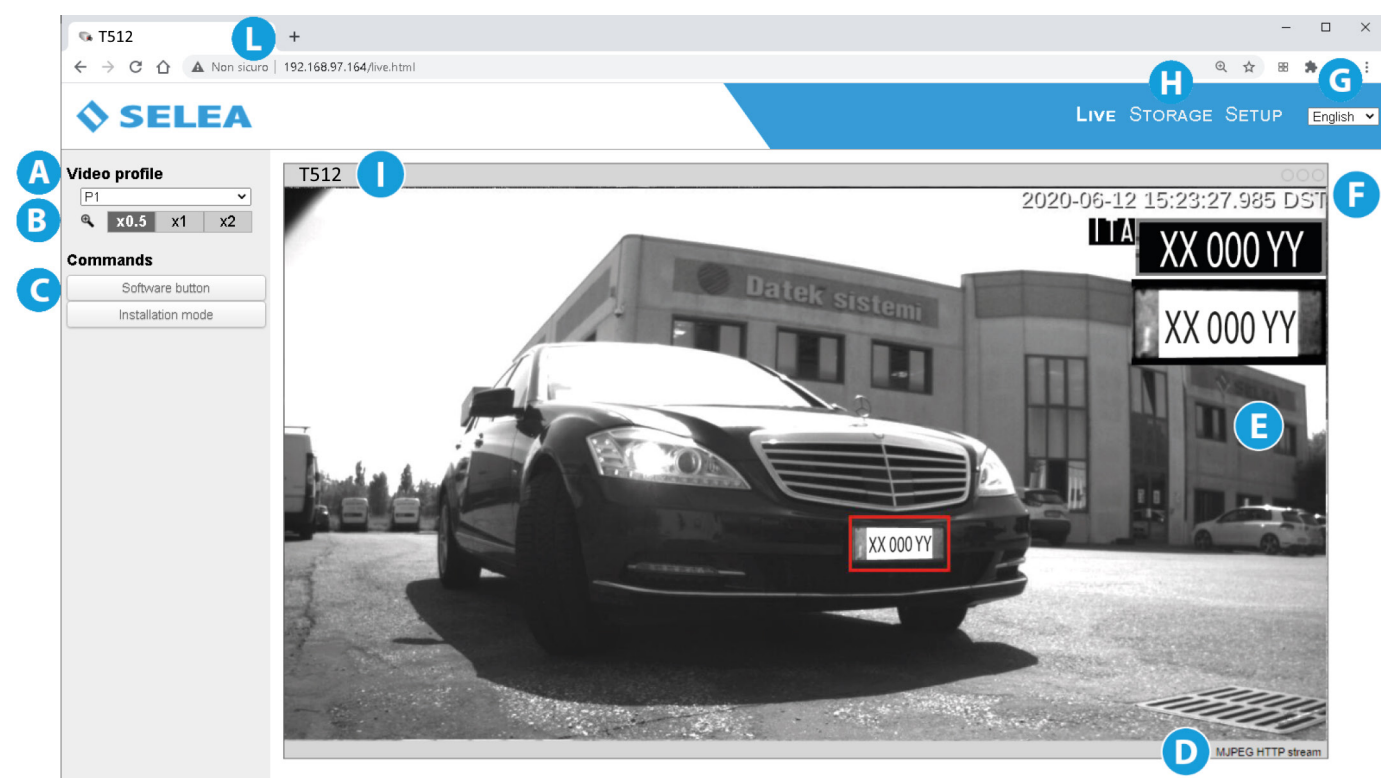 T512
L
+
Non sicuro 192.168.97.164/live.html
H
G
SELEA
LIVE STORAGE SETUP
English
A
Video profile
I
T512
F
P1
B
x0.5 x1 x2
2020-06-12 15:23:27.985 DST
ITA
XX 000 YY
Commands
C
Software button
Installation mode
Datek sistemi
XX 000 YY
SELEA
E
XX 000 YY
D
MJPEG HTTP stream